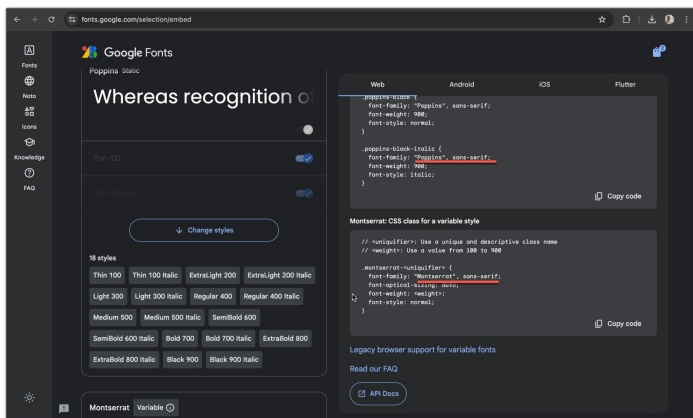 fonts.google.com/selection/embed
Google Fonts
2
Fonts
Noto
Icons
Knowledge
FAQ
Poppins Static
Whereas recognition of
Thin 100
Thin 100 Italic
Change styles
18 styles
Thin 100 Thin 100 Italic ExtraLight 200 ExtraLight 200 Italic
Light 300 Light 300 Italic Regular 400 Regular 400 Italic
Medium 500 Medium 500 Italic SemiBold 600
SemiBold 600 Italic Bold 700 Bold 700 Italic ExtraBold 800
ExtraBold 800 Italic Black 900 Black 900 Italic
Montserrat Variable
Web Android iOS Flutter
.poppins-black {
font-family: "Poppins", sans-serif;
font-weight: 900;
font-style: normal;
}
.poppins-black-italic {
font-family: "Poppins", sans-serif;
font-weight: 900;
font-style: italic;
}
Copy code
Montserrat: CSS class for a variable style
// <uniquifier>: Use a unique and descriptive class name
// <weight>: Use a value from 100 to 900
.montserrat-<uniquifier> {
font-family: "Montserrat", sans-serif;
font-optical-sizing: auto;
font-weight: <weight>;
font-style: normal;
}
Copy code
Legacy browser support for variable fonts
Read our FAQ
API Docs